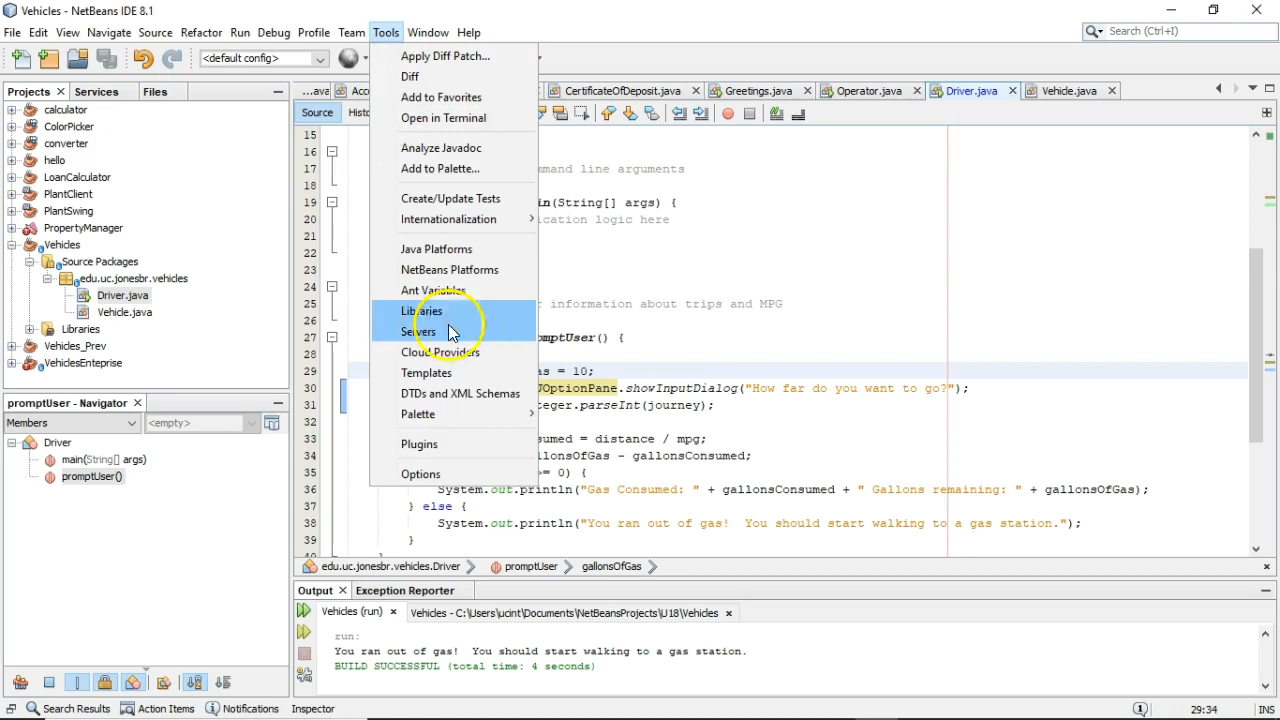 Vehicles - NetBeans IDE 8.1
File Edit View Navigate Source Refactor Run Debug Profile Team Tools Window Help
Search (Ctrl+I)
<default config>
Projects Services Files
calculator
ColorPicker
converter
hello
LoanCalculator
PlantClient
PlantSwing
PropertyManager
Vehicles
Source Packages
edu.uc.jonesbr.vehicles
Driver.java
Vehicle.java
Libraries
Vehicles_Prev
VehiclesEnteprise
promptUser - Navigator
Members
<empty>
Driver
main(String[] args)
promptUser()
Apply Diff Patch...
Diff
Add to Favorites
Open in Terminal
Analyze Javadoc
Add to Palette...
Create/Update Tests
Internationalization
Java Platforms
NetBeans Platforms
Ant Variables
Libraries
Servers
Cloud Providers
Templates
DTDs and XML Schemas
Palette
Plugins
Options
...ava Acc CertificateOfDeposit.java Greetings.java Operator.java Driver.java Vehicle.java
Source Histo
15
16
17 mmand line arguments
18
19 in(String[] args) {
20 ication logic here
21
22
23
24
25 r information about trips and MPG
26
27 omptUser() {
28
29 as = 10;
30 JOptionPane.showInputDialog("How far do you want to go?");
31 teger.parseInt(journey);
32
33 sumed = distance / mpg;
34 allonsOfGas - gallonsConsumed;
35 >= 0) {
36 System.out.println("Gas Consumed: " + gallonsConsumed + " Gallons remaining: " + gallonsOfGas);
37 } else {
38 System.out.println("You ran out of gas!  You should start walking to a gas station.");
39 }
40 }
edu.uc.jonesbr.vehicles.Driver promptUser gallonsOfGas
Output Exception Reporter
Vehicles (run) Vehicles - C:\Users\ucint\Documents\NetBeansProjects\U18\Vehicles
run:
You ran out of gas!  You should start walking to a gas station.
BUILD SUCCESSFUL (total time: 4 seconds)
Search Results Action Items Notifications Inspector
29:34 INS